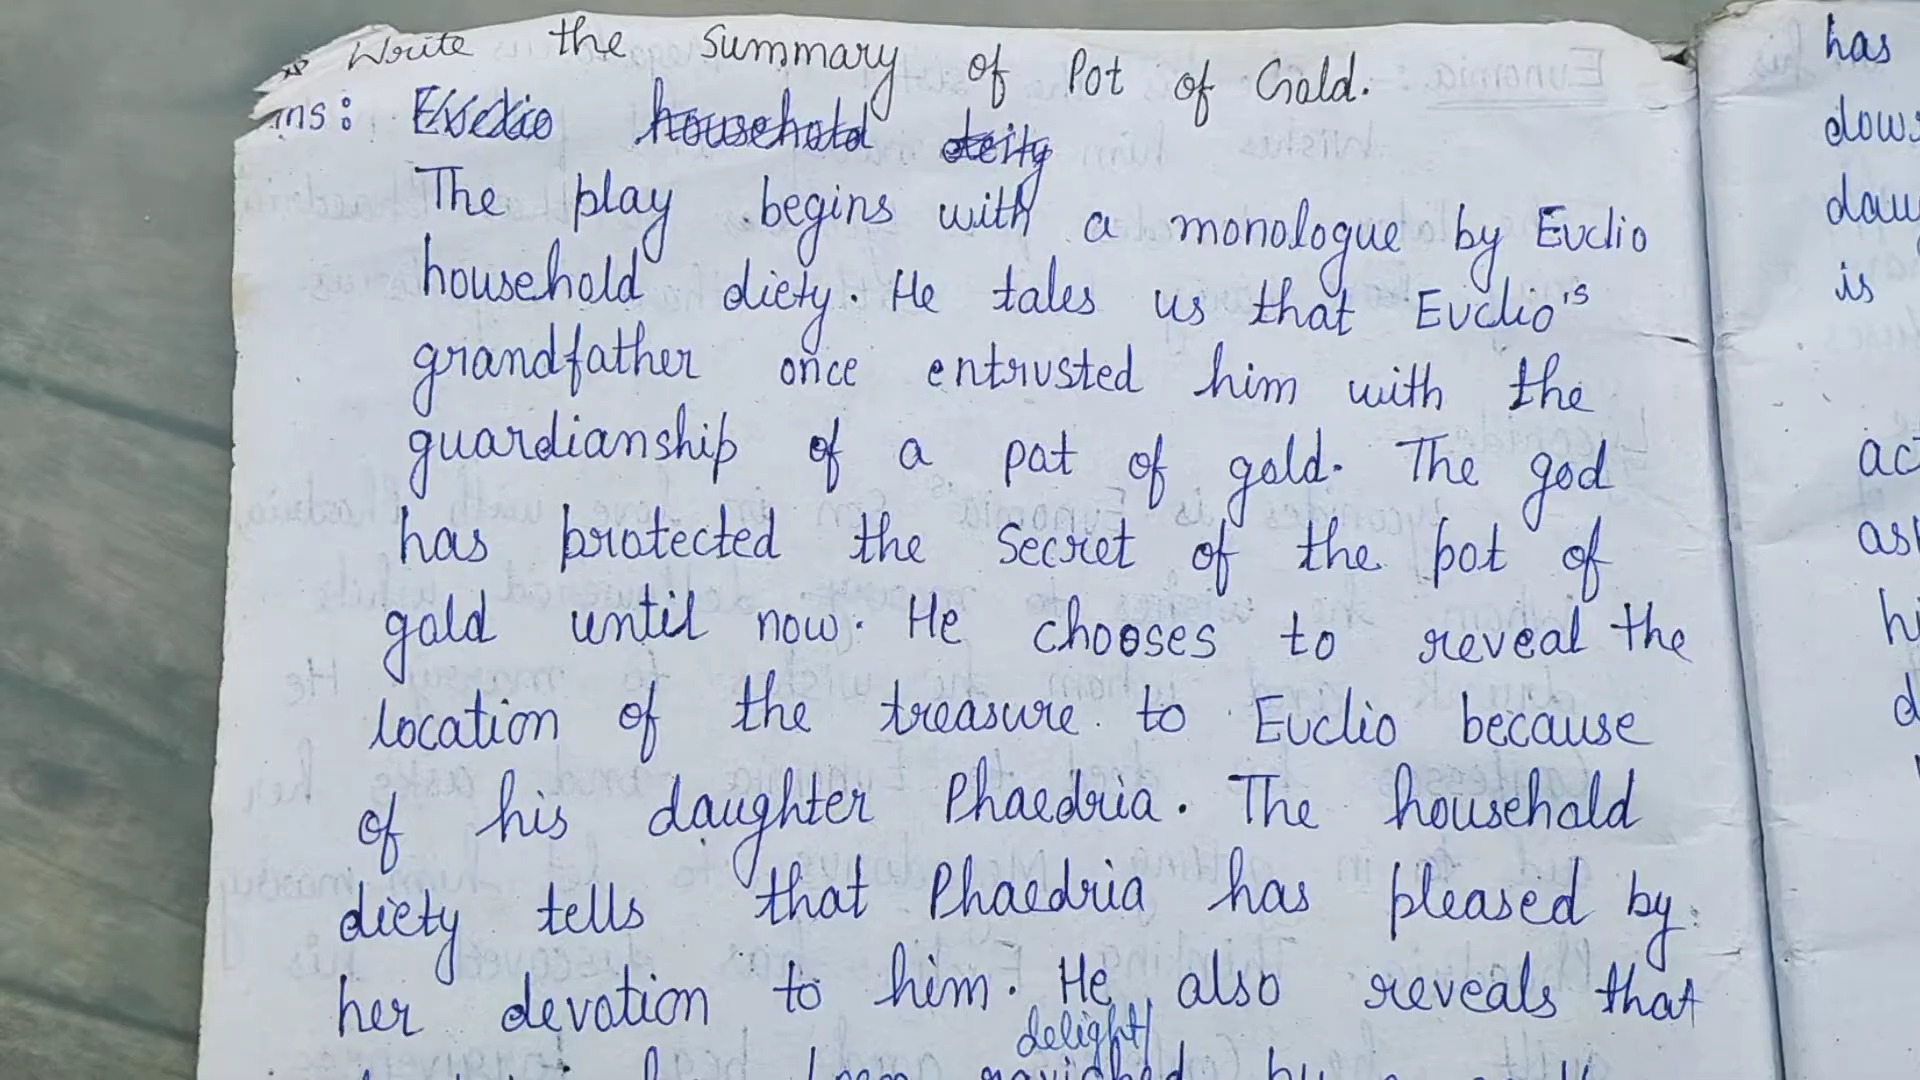 Write the Summary of Pot of Gold.
ns: Euclio household deity
The play begins with a monologue by Euclio
household diety. He tales us that Euclio's
grandfather once entrusted him with the
guardianship of a pot of gold. The god
has protected the Secret of the pot of
gold until now. He chooses to reveal the
location of the treasure to Euclio because
of his daughter Phaedria. The household
diety tells that Phaedria has pleased by
her devotion to him. He also reveals that
delight
by a
has
is